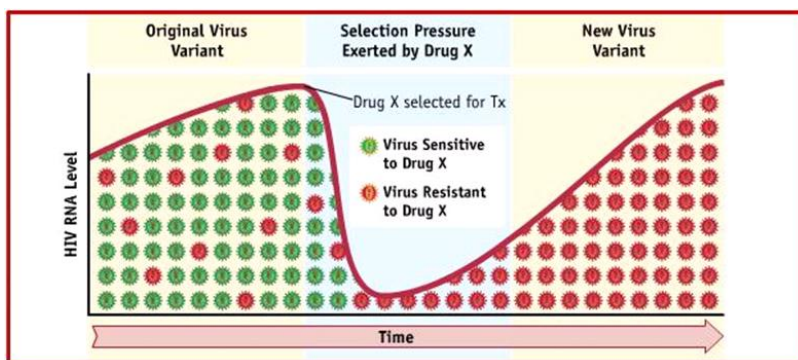 Original Virus
Variant
Selection Pressure
Exerted by Drug X
New Virus
Variant
Drug X selected for Tx
Virus Sensitive
to Drug X
Virus Resistant
to Drug X
HIV RNA Level
Time